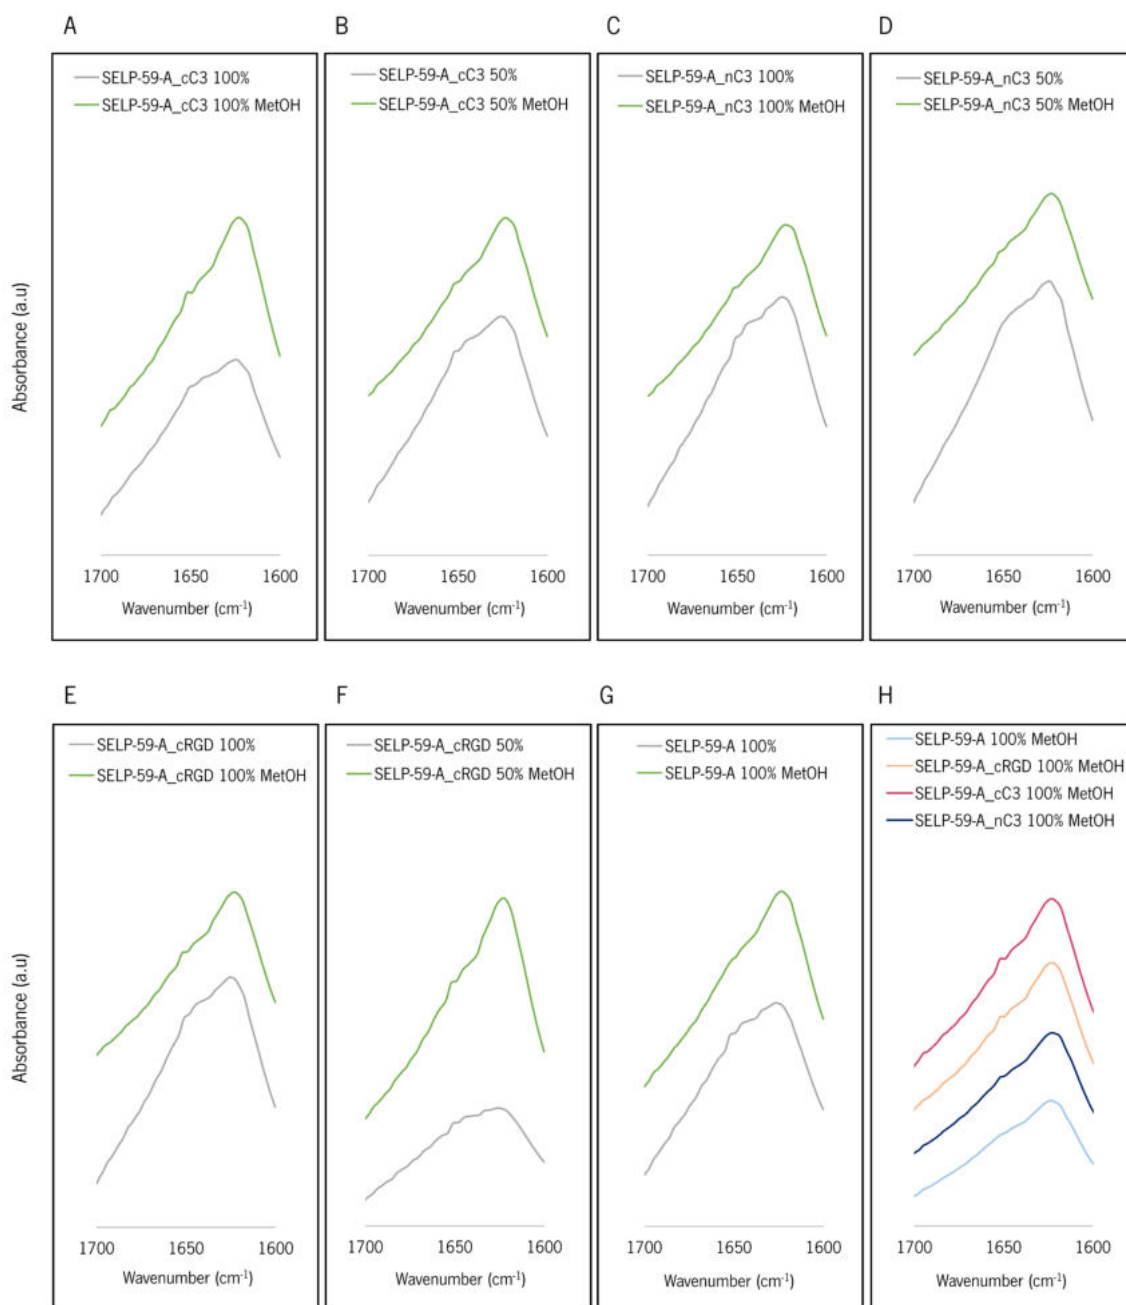 A
B
C
D
SELP-59-A_cC3 100%
SELP-59-A_cC3 100% MetOH
SELP-59-A_cC3 50%
SELP-59-A_cC3 50% MetOH
SELP-59-A_nC3 100%
SELP-59-A_nC3 100% MetOH
SELP-59-A_nC3 50%
SELP-59-A_nC3 50% MetOH
Absorbance (a.u)
1700 1650 1600
Wavenumber (cm-1)
1700 1650 1600
Wavenumber (cm-1)
1700 1650 1600
Wavenumber (cm-1)
1700 1650 1600
Wavenumber (cm-1)
E
F
G
H
SELP-59-A_cRGD 100%
SELP-59-A_cRGD 100% MetOH
SELP-59-A_cRGD 50%
SELP-59-A_cRGD 50% MetOH
SELP-59-A 100%
SELP-59-A 100% MetOH
SELP-59-A 100% MetOH
SELP-59-A_cRGD 100% MetOH
SELP-59-A_cC3 100% MetOH
SELP-59-A_nC3 100% MetOH
Absorbance (a.u)
1700 1650 1600
Wavenumber (cm-1)
1700 1650 1600
Wavenumber (cm-1)
1700 1650 1600
Wavenumber (cm-1)
1700 1650 1600
Wavenumber (cm-1)